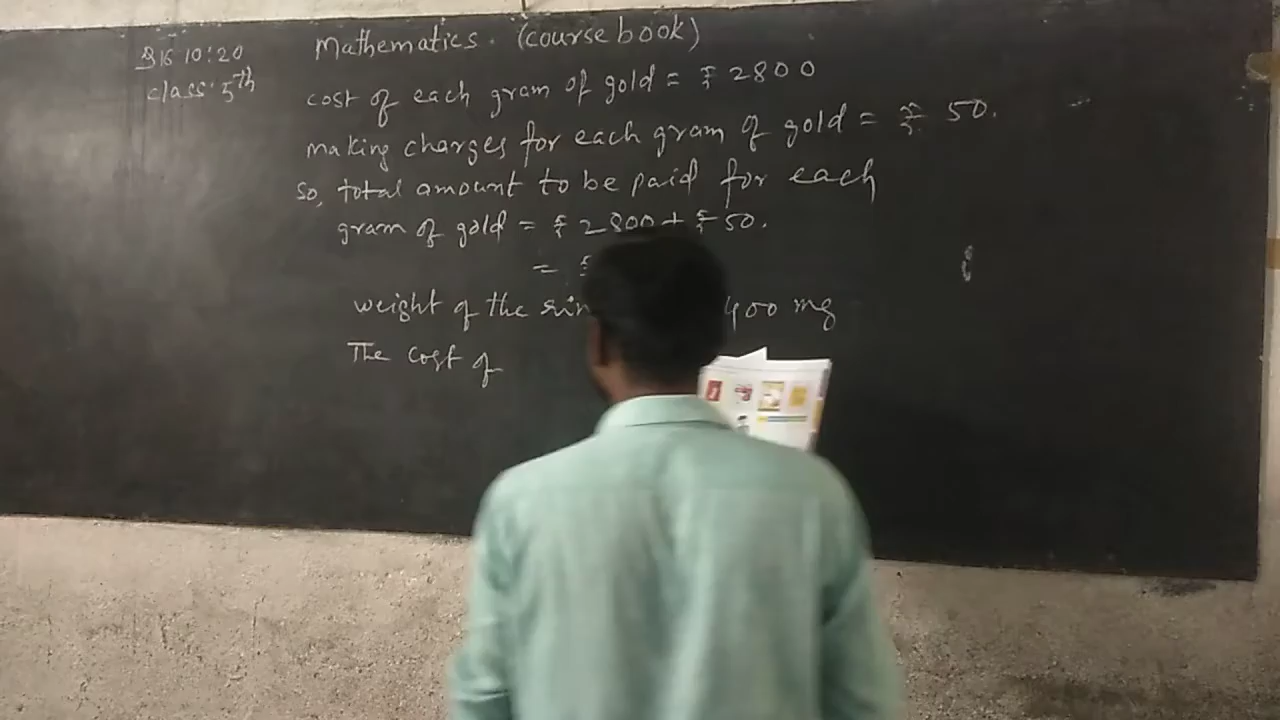 916 10:20
class: 5th
Mathematics. (course book)
cost of each gram of gold = ₹ 2800
making charges for each gram of gold = ₹ 50.
so, total amount to be paid for each
gram of gold = ₹ 2800 + ₹ 50.
= ₹
weight of the rin 400 mg
The cost of